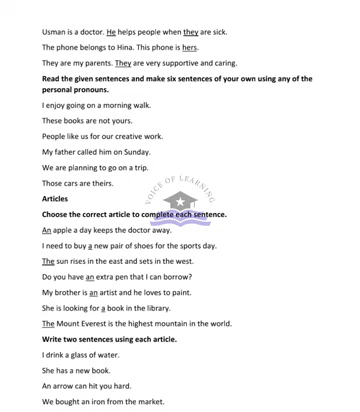 Usman is a doctor. He helps people when they are sick.
The phone belongs to Hina. This phone is hers.
They are my parents. They are very supportive and caring.
Read the given sentences and make six sentences of your own using any of the
personal pronouns.
I enjoy going on a morning walk.
These books are not yours.
People like us for our creative work.
My father called him on Sunday.
We are planning to go on a trip.
Those cars are theirs.
VOICE OF LEARNING
Articles
Choose the correct article to complete each sentence.
An apple a day keeps the doctor away.
I need to buy a new pair of shoes for the sports day.
The sun rises in the east and sets in the west.
Do you have an extra pen that I can borrow?
My brother is an artist and he loves to paint.
She is looking for a book in the library.
The Mount Everest is the highest mountain in the world.
Write two sentences using each article.
I drink a glass of water.
She has a new book.
An arrow can hit you hard.
We bought an iron from the market.